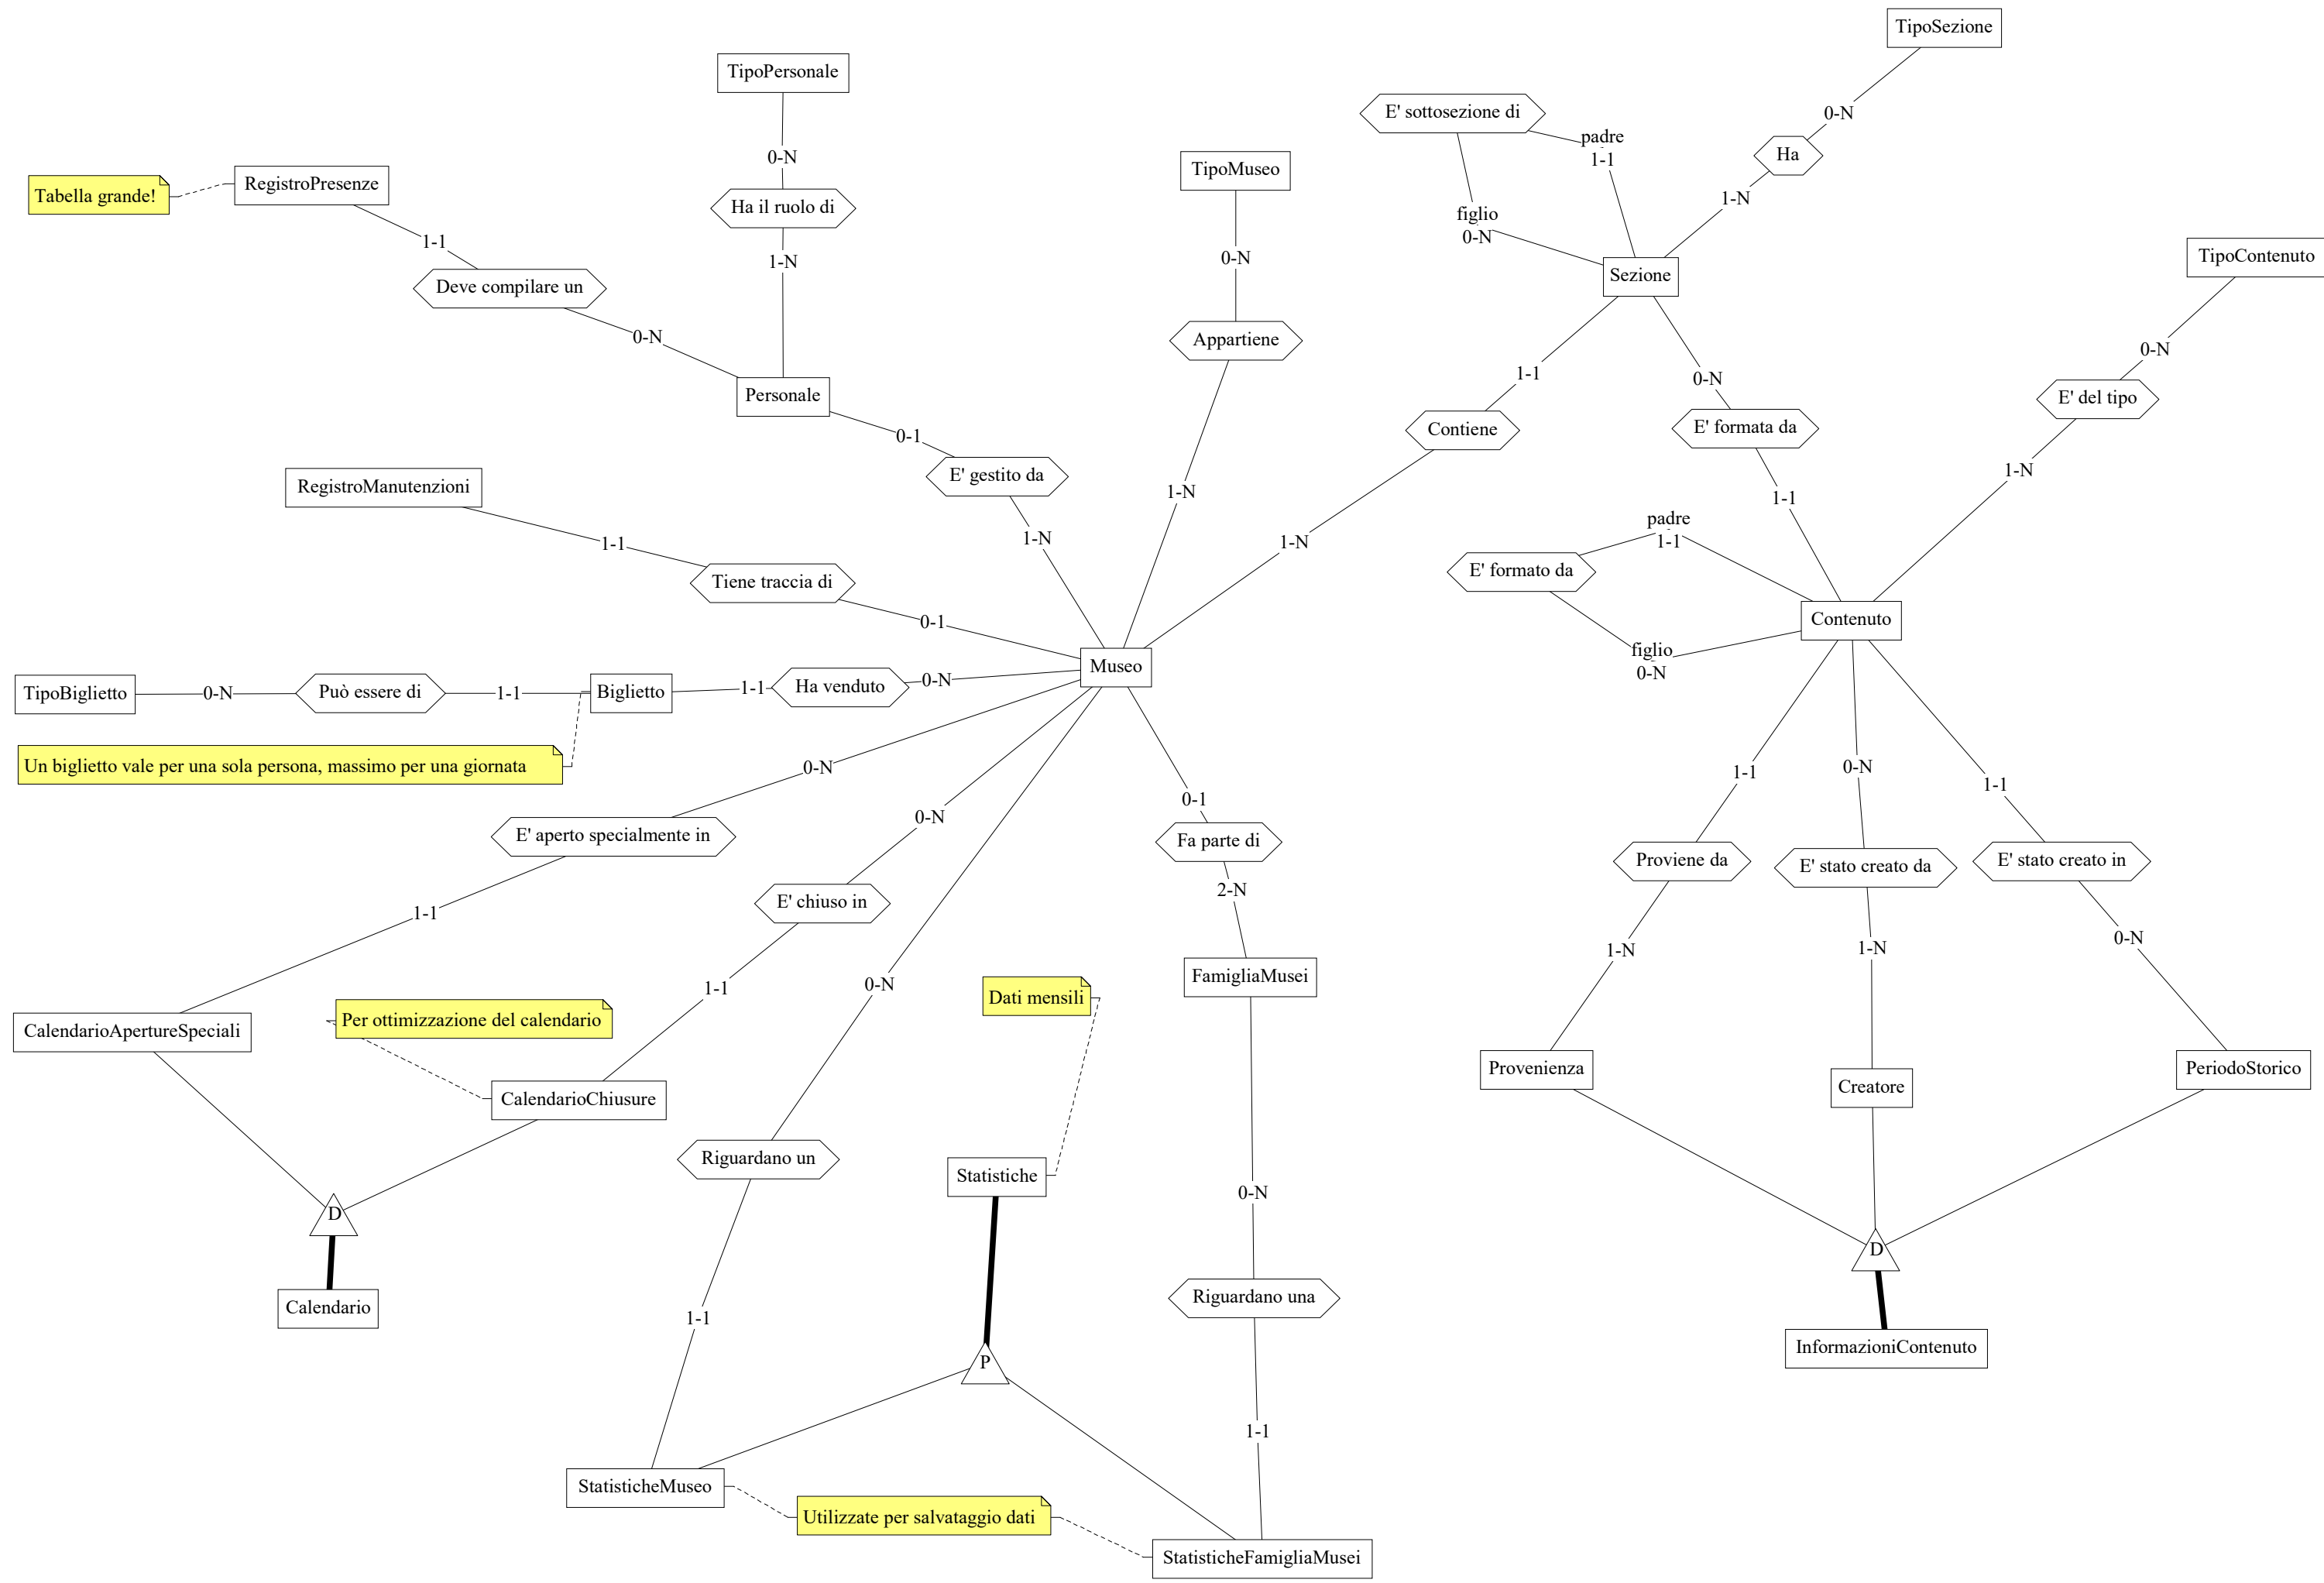 TipoSezione
TipoPersonale
0-N
E' sottosezione di
padre
1-1
Ha
0-N
TipoMuseo
RegistroPresenze
Tabella grande!
1-N
Ha il ruolo di
figlio
0-N
1-1
1-N
0-N
TipoContenuto
Sezione
Deve compilare un
0-N
Appartiene
0-N
1-1
0-N
Personale
E' del tipo
Contiene
E' formata da
0-1
E' gestito da
1-N
RegistroManutenzioni
1-N
1-1
padre
1-1
1-N
1-N
1-1
E' formato da
Tiene traccia di
0-1
Contenuto
figlio
0-N
Museo
TipoBiglietto
0-N
Può essere di
1-1
Biglietto
1-1
Ha venduto
0-N
Un biglietto vale per una sola persona, massimo per una giornata
0-N
1-1
0-N
1-1
0-1
0-N
E' aperto specialmente in
Fa parte di
Proviene da
E' stato creato da
E' stato creato in
2-N
E' chiuso in
1-1
1-N
1-N
0-N
FamigliaMusei
1-1
0-N
Dati mensili
Per ottimizzazione del calendario
CalendarioApertureSpeciali
Provenienza
Creatore
PeriodoStorico
CalendarioChiusure
Riguardano un
Statistiche
0-N
D
D
Calendario
Riguardano una
1-1
InformazioniContenuto
P
1-1
StatisticheMuseo
Utilizzate per salvataggio dati
StatisticheFamigliaMusei